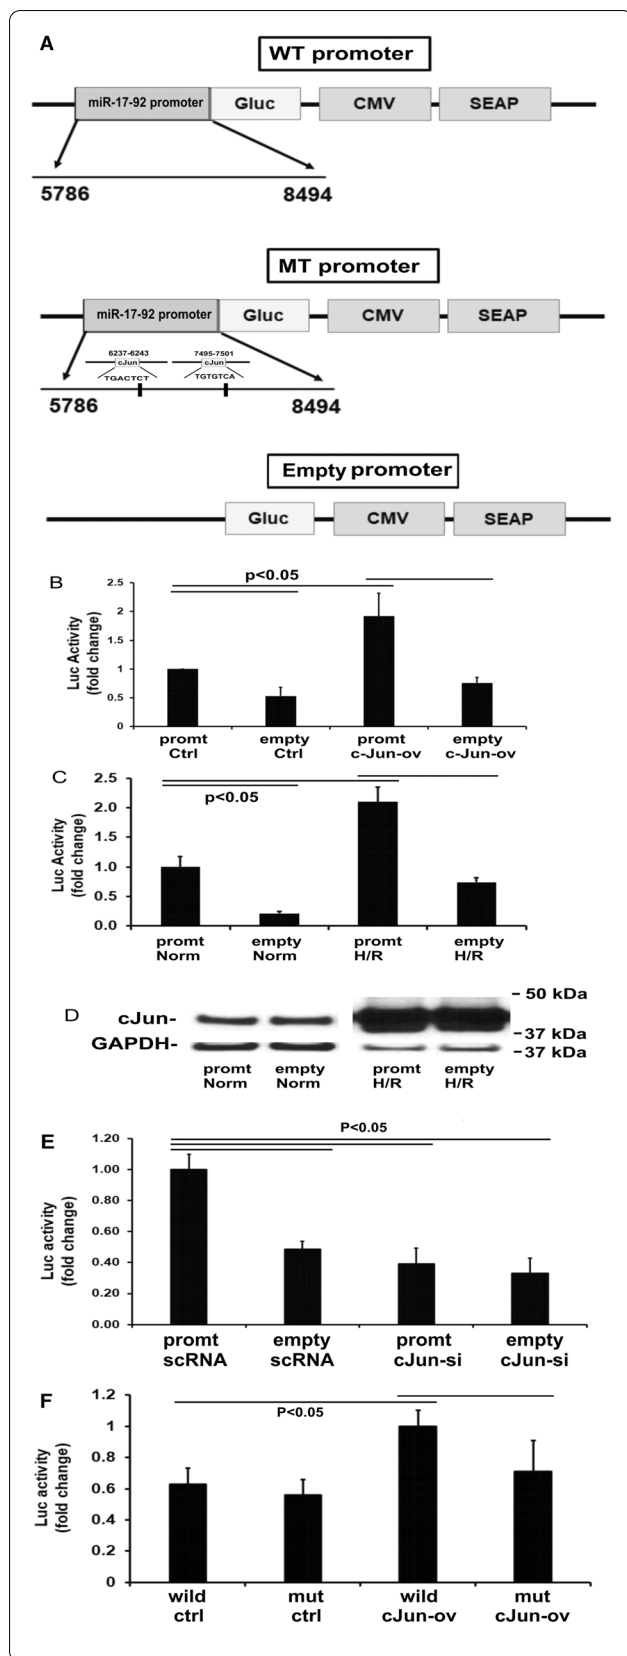 A
WT promoter
miR-17-92 promoter Gluc CMV SEAP
5786 8494
MT promoter
miR-17-92 promoter Gluc CMV SEAP
6237-6243 7495-7501
cJun cJun
TGACTCT TGTGTCA
5786 8494
Empty promoter
Gluc CMV SEAP
B
Luc Activity
(fold change)
2.5
2
1.5
1
0.5
0
p<0.05
promt empty promt empty
Ctrl Ctrl c-Jun-ov c-Jun-ov
C
Luc Activity
(fold change)
2.5
2.0
1.5
1.0
0.5
0.0
p<0.05
promt empty promt empty
Norm Norm H/R H/R
D
cJun-
GAPDH-
- 50 kDa
- 37 kDa
- 37 kDa
promt empty promt empty
Norm Norm H/R H/R
E
Luc activity
(fold change)
1.20
1.00
0.80
0.60
0.40
0.20
0.00
P<0.05
promt empty promt empty
scRNA scRNA cJun-si cJun-si
F
Luc activity
(fold change)
1.2
1
0.8
0.6
0.4
0.2
0
P<0.05
wild mut wild mut
ctrl ctrl cJun-ov cJun-ov